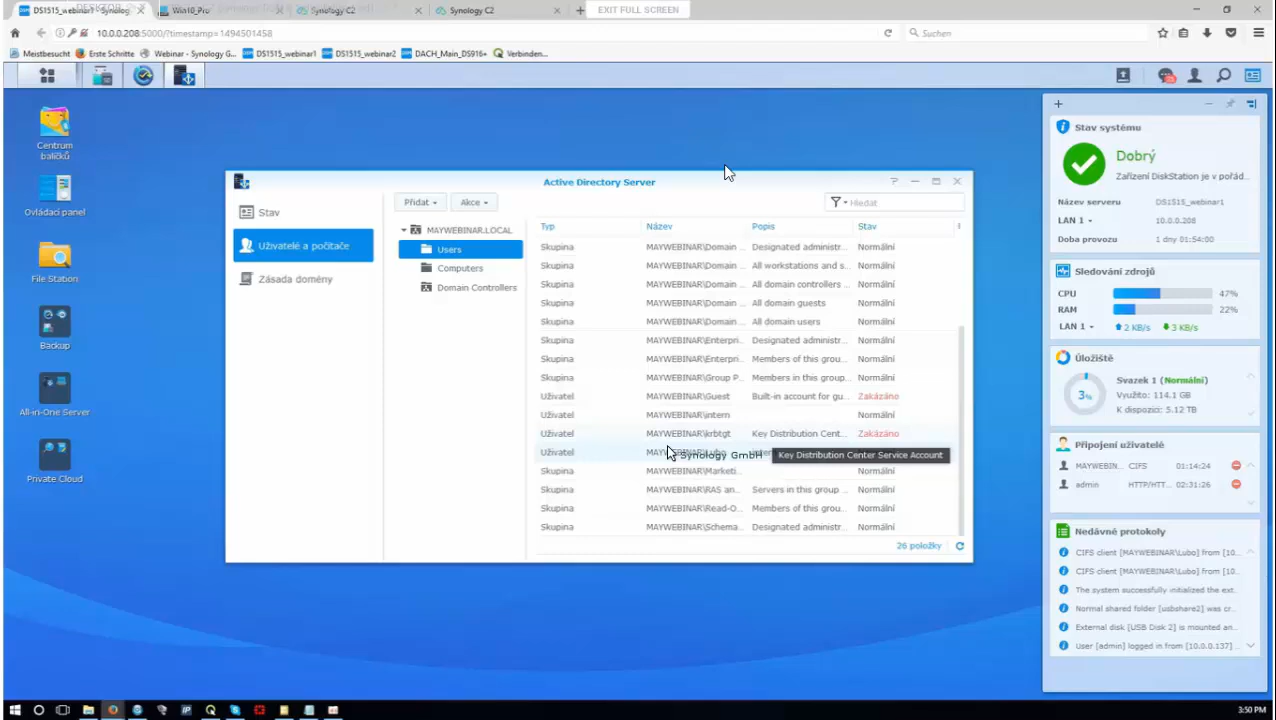 DS1515_webinar1 - Synolog
Win10_Pro
Synology C2
Synology C2
EXIT FULL SCREEN
10.0.0.208:5000/?timestamp=1494501458
Suchen
Meistbesucht
Erste Schritte
Webinar - Synology G...
DS1515_webinar1
DS1515_webinar2
DACH_Main_DS916+
Verbinden...
Centrum balíčků
Ovládací panel
File Station
Backup
All-in-One Server
Private Cloud
Active Directory Server
Stav
Uživatelé a počítače
Zásada domény
Přidat
Akce
Hledat
MAYWEBINAR.LOCAL
Users
Computers
Domain Controllers
Typ Název Popis Stav
Skupina MAYWEBINAR\Domain ... Designated administr... Normální
Skupina MAYWEBINAR\Domain ... All workstations and s... Normální
Skupina MAYWEBINAR\Domain ... All domain controllers ... Normální
Skupina MAYWEBINAR\Domain ... All domain guests Normální
Skupina MAYWEBINAR\Domain ... All domain users Normální
Skupina MAYWEBINAR\Enterpri... Designated administr... Normální
Skupina MAYWEBINAR\Enterpr... Members of this grou... Normální
Skupina MAYWEBINAR\Group P... Members in this group... Normální
Uživatel MAYWEBINAR\Guest Built-in account for gu... Zakázáno
Uživatel MAYWEBINAR\intern Normální
Uživatel MAYWEBINAR\krbtgt Key Distribution Cent... Zakázáno
Uživatel
Synology GmbH
Key Distribution Center Service Account
Skupina MAYWEBINAR\Marketi... Normální
Skupina MAYWEBINAR\RAS an... Servers in this group ... Normální
Skupina MAYWEBINAR\Read-O... Members of this grou... Normální
Skupina MAYWEBINAR\Schema... Designated administr... Normální
26 položky
Stav systému
Dobrý
Zařízení DiskStation je v pořád...
Název serveru DS1515_webinar1
LAN 1 10.0.0.208
Doba provozu 1 dny 01:54:00
Sledování zdrojů
CPU 47%
RAM 22%
LAN 1 2 KB/s 3 KB/s
Úložiště
3%
Svazek 1 (Normální)
Využito: 114.1 GB
K dispozici: 5.12 TB
Připojení uživatelé
MAYWEBIN... CIFS 01:14:24
admin HTTP/HTT... 02:31:26
Nedávné protokoly
CIFS client [MAYWEBINAR\Lubo] from [10...
CIFS client [MAYWEBINAR\Lubo] from [10...
The system successfully initialized the ext...
Normal shared folder [usbshare2] was cr...
External disk [USB Disk 2] is mounted an...
User [admin] logged in from [10.0.0.137] ...
3:50 PM